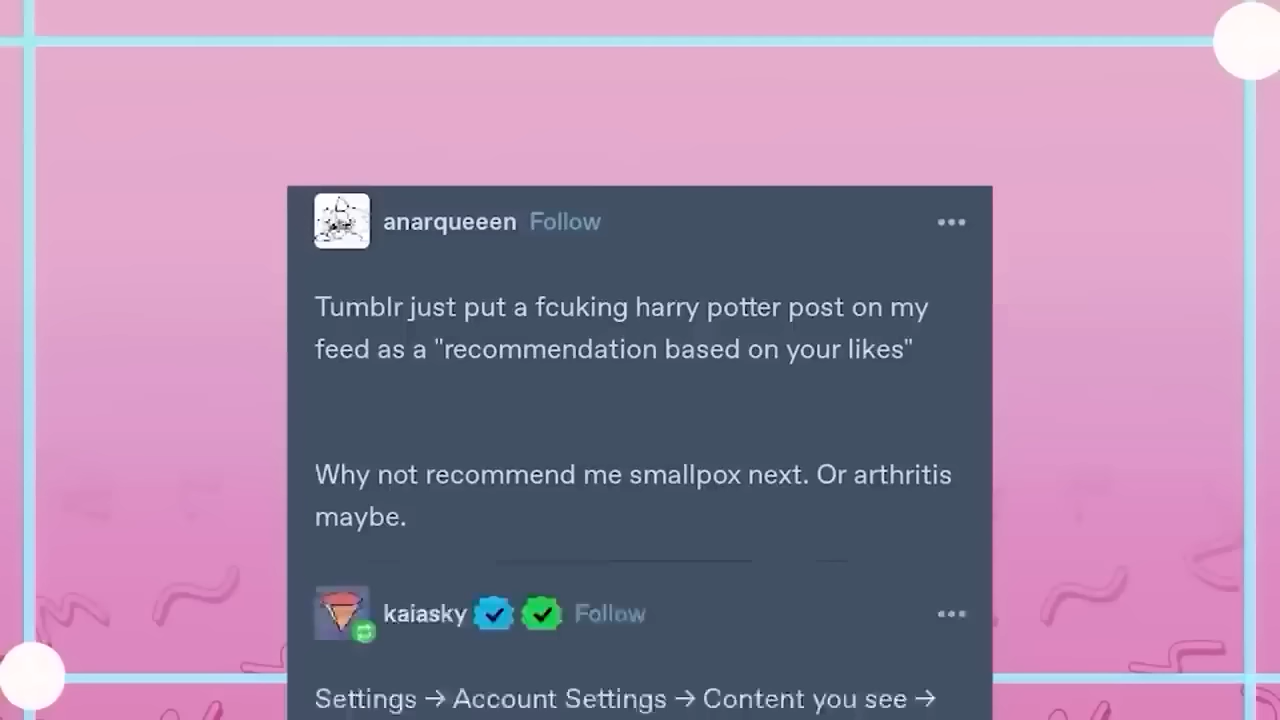 anarqueeen Follow
Tumblr just put a fcuking harry potter post on my
feed as a "recommendation based on your likes"
Why not recommend me smallpox next. Or arthritis
maybe.
kaiasky Follow
Settings → Account Settings → Content you see →